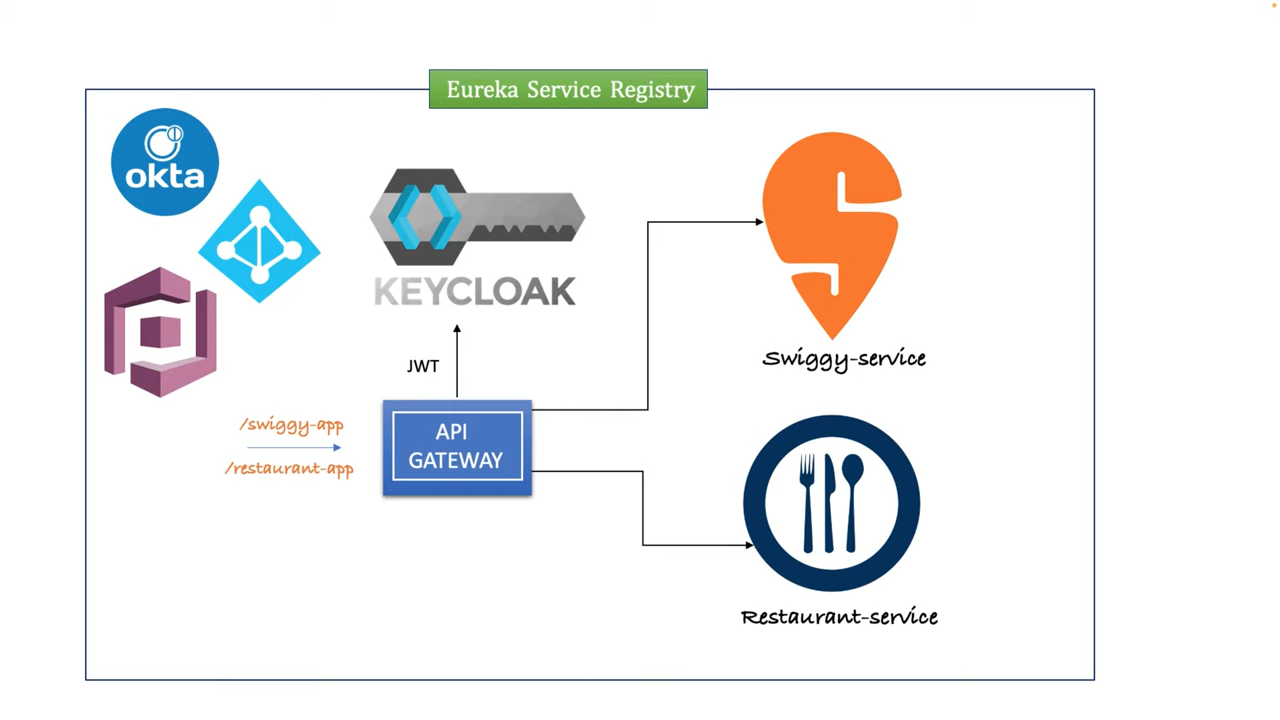 Eureka Service Registry
okta
KEYCLOAK
JWT
/swiggy-app
/restaurant-app
API
GATEWAY
Swiggy-service
Restaurant-service